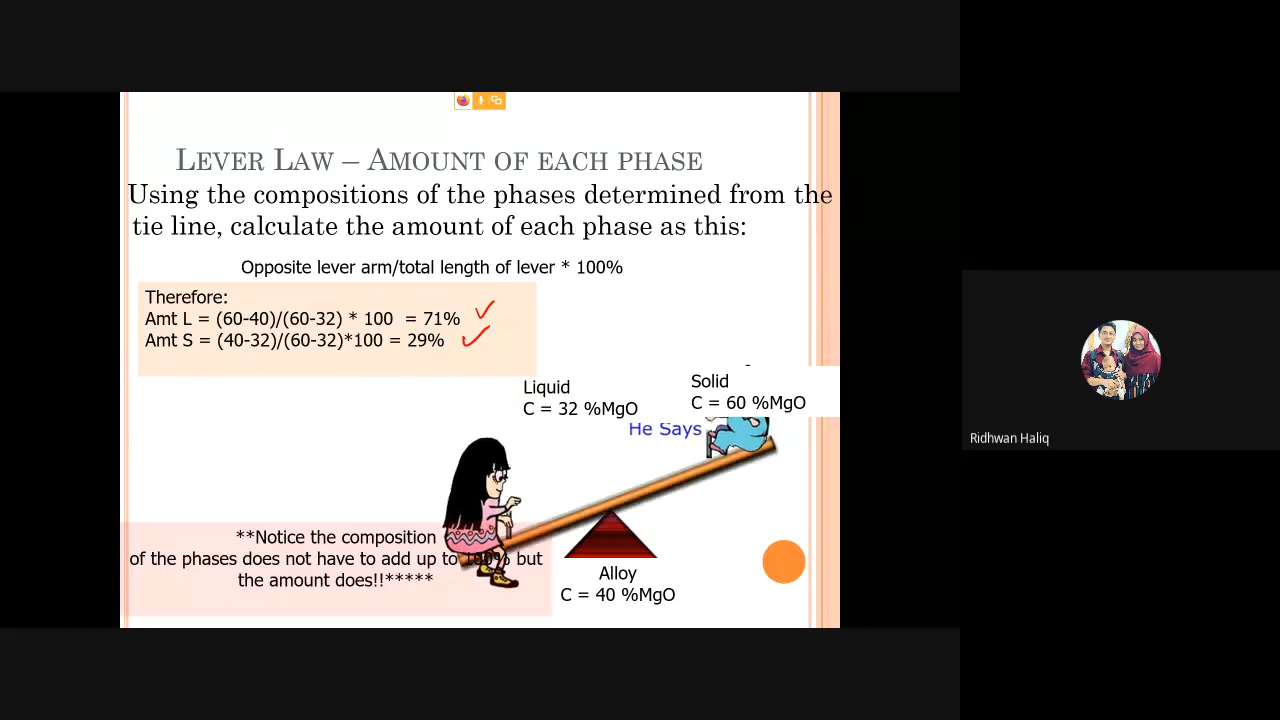 LEVER LAW – AMOUNT OF EACH PHASE
Using the compositions of the phases determined from the
tie line, calculate the amount of each phase as this:
Opposite lever arm/total length of lever * 100%
Therefore:
Amt L = (60-40)/(60-32) * 100 = 71%
Amt S = (40-32)/(60-32)*100 = 29%
Liquid
C = 32 %MgO
Solid
C = 60 %MgO
He Says
**Notice the composition
of the phases does not have to add up to 100% but
the amount does!!*****
Alloy
C = 40 %MgO
Ridhwan Haliq